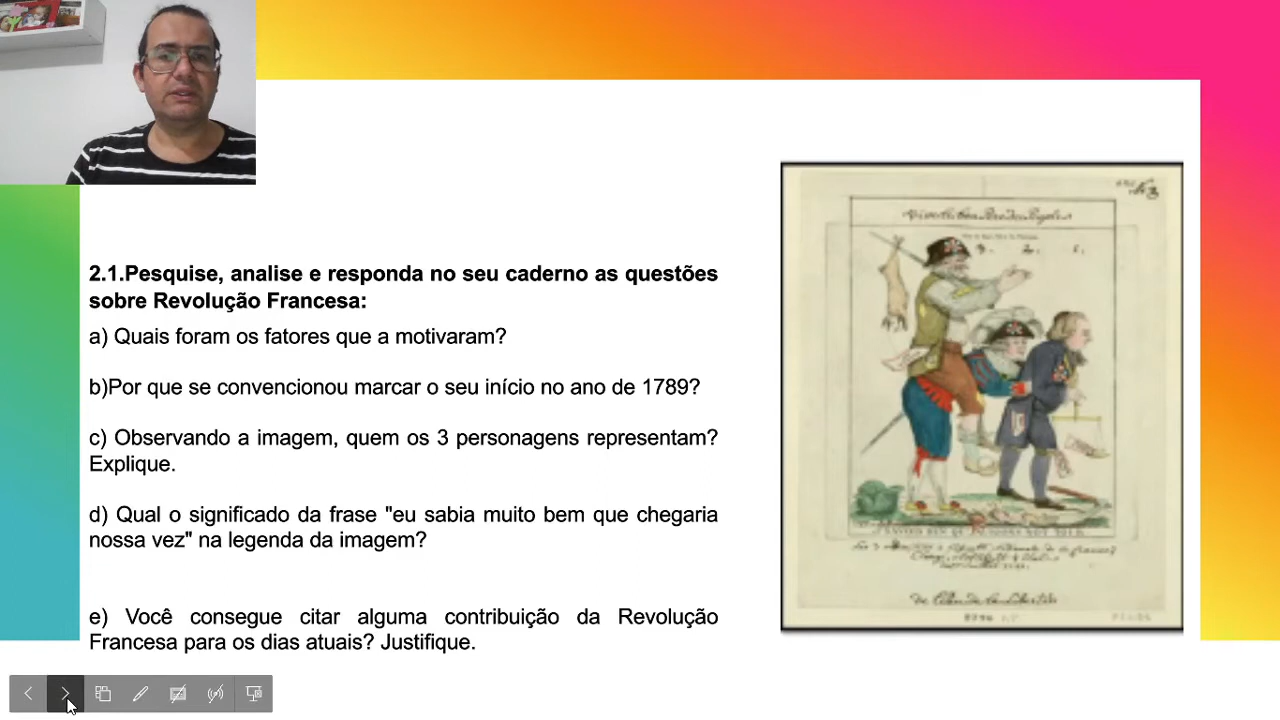 2.1.Pesquise, analise e responda no seu caderno as questões
sobre Revolução Francesa:
a) Quais foram os fatores que a motivaram?
b)Por que se convencionou marcar o seu início no ano de 1789?
c) Observando a imagem, quem os 3 personagens representam?
Explique.
d) Qual o significado da frase "eu sabia muito bem que chegaria
nossa vez" na legenda da imagem?
e) Você consegue citar alguma contribuição da Revolução
Francesa para os dias atuais? Justifique.